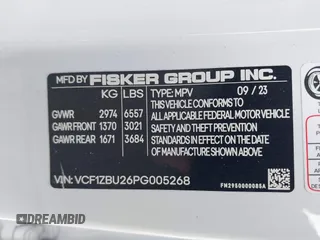 MFD BY FISKER GROUP INC.
KG LBS TYPE: MPV 09 / 23
GVWR 2974 6557 THIS VEHICLE CONFORMS TO
GAWR FRONT 1370 3021 ALL APPLICABLE FEDERAL MOTOR VEHICLE
GAWR REAR 1671 3684 SAFETY AND THEFT PREVENTION
STANDARDS IN EFFECT ON THE DATE OF
MANUFACTURE SHOWN ABOVE.
VIN: VCF1ZBU26PG005268 FM29S0000085A
AUTOBIDMASTER